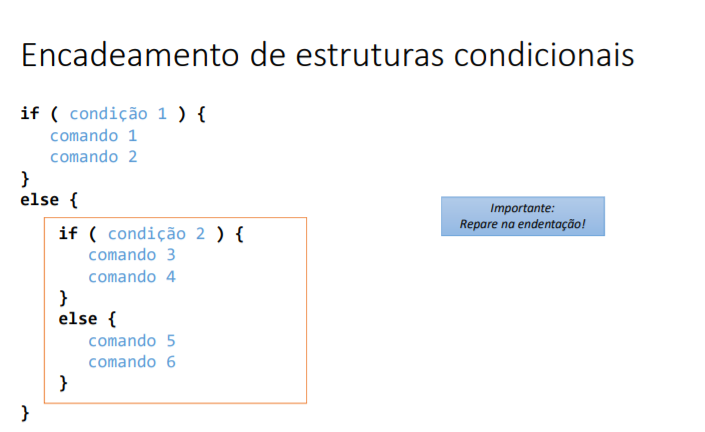 Encadeamento de estruturas condicionais
if ( condição 1 ) {
comando 1
comando 2
}
else {
if ( condição 2 ) {
comando 3
comando 4
}
else {
comando 5
comando 6
}
}
Importante:
Repare na endentação!